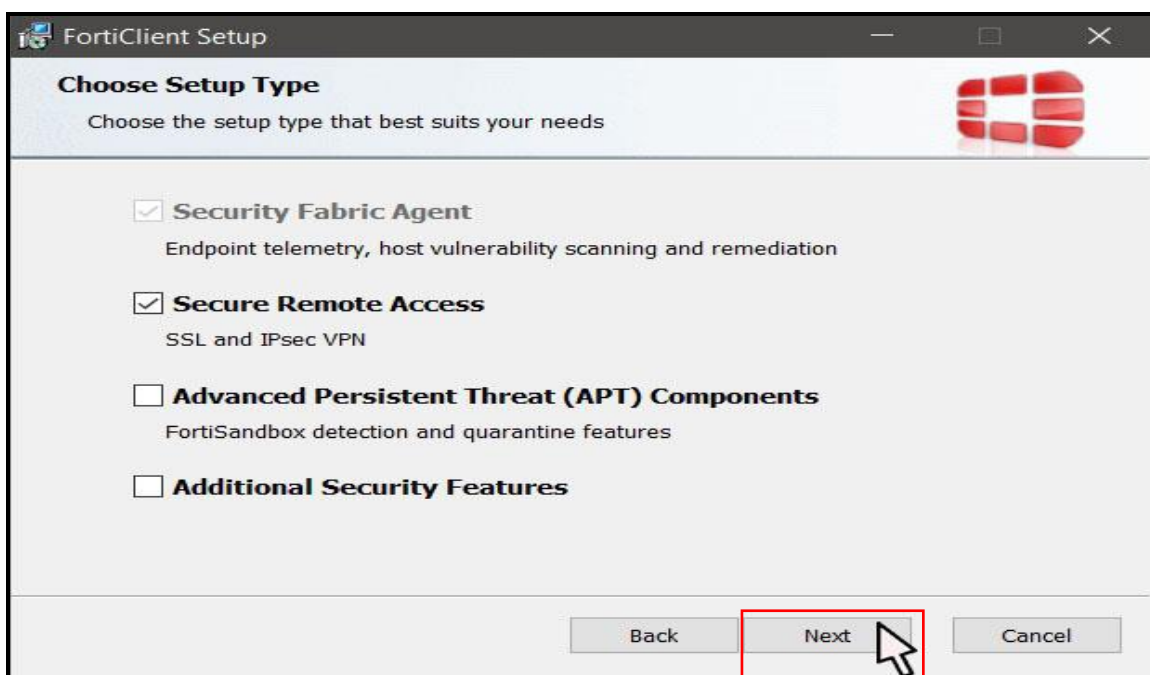 FortiClient Setup
Choose Setup Type
Choose the setup type that best suits your needs
Security Fabric Agent
Endpoint telemetry, host vulnerability scanning and remediation
Secure Remote Access
SSL and IPsec VPN
Advanced Persistent Threat (APT) Components
FortiSandbox detection and quarantine features
Additional Security Features
Back Next Cancel